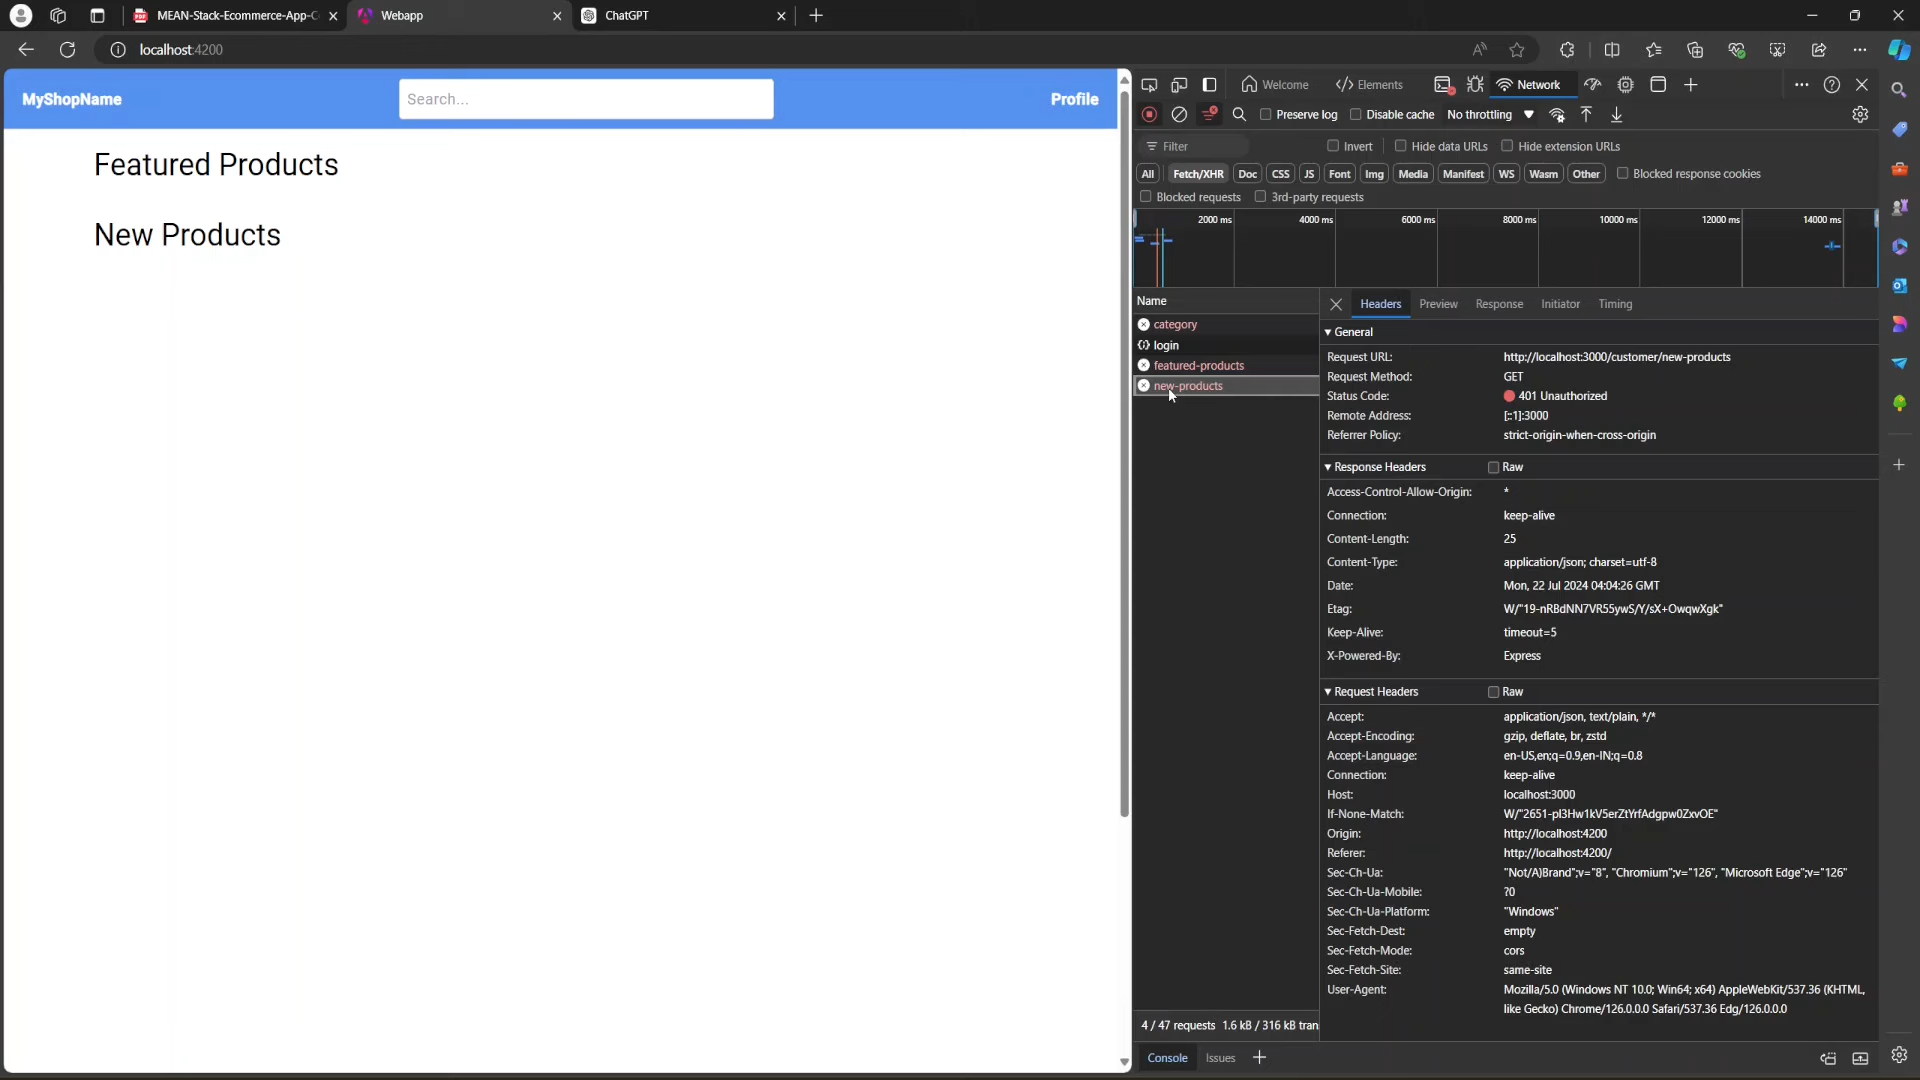 MEAN-Stack-Ecommerce-App-C
Webapp
ChatGPT
localhost:4200
MyShopName
Search...
Profile
Featured Products
New Products
Welcome
Elements
Network
Preserve log
Disable cache
No throttling
Filter
Invert
Hide data URLs
Hide extension URLs
All
Fetch/XHR
Doc
CSS
JS
Font
Img
Media
Manifest
WS
Wasm
Other
Blocked response cookies
Blocked requests
3rd-party requests
2000 ms
4000 ms
6000 ms
8000 ms
10000 ms
12000 ms
14000 ms
Name
category
login
featured-products
new-products
4 / 47 requests 1.6 kB / 316 kB tran
Headers
Preview
Response
Initiator
Timing
General
Request URL: http://localhost:3000/customer/new-products
Request Method: GET
Status Code: 401 Unauthorized
Remote Address: [::1]:3000
Referrer Policy: strict-origin-when-cross-origin
Response Headers Raw
Access-Control-Allow-Origin: *
Connection: keep-alive
Content-Length: 25
Content-Type: application/json; charset=utf-8
Date: Mon, 22 Jul 2024 04:04:26 GMT
Etag: W/"19-nRBdNN7VR55ywS/Y/sX+OwqwXgk"
Keep-Alive: timeout=5
X-Powered-By: Express
Request Headers Raw
Accept: application/json, text/plain, */*
Accept-Encoding: gzip, deflate, br, zstd
Accept-Language: en-US,en;q=0.9,en-IN;q=0.8
Connection: keep-alive
Host: localhost:3000
If-None-Match: W/"2651-pl3Hw1kV5erZtYrfAdgpw0ZxvOE"
Origin: http://localhost:4200
Referer: http://localhost:4200/
Sec-Ch-Ua: "Not/A)Brand";v="8", "Chromium";v="126", "Microsoft Edge";v="126"
Sec-Ch-Ua-Mobile: ?0
Sec-Ch-Ua-Platform: "Windows"
Sec-Fetch-Dest: empty
Sec-Fetch-Mode: cors
Sec-Fetch-Site: same-site
User-Agent: Mozilla/5.0 (Windows NT 10.0; Win64; x64) AppleWebKit/537.36 (KHTML,
like Gecko) Chrome/126.0.0.0 Safari/537.36 Edg/126.0.0.0
Console
Issues